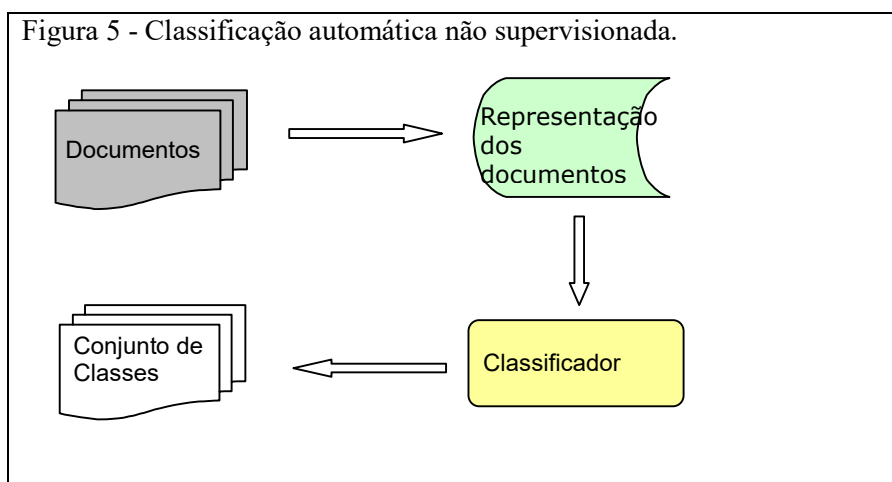 Figura 5 - Classificação automática não supervisionada.
Documentos
Representação
dos
documentos
Conjunto de
Classes
Classificador